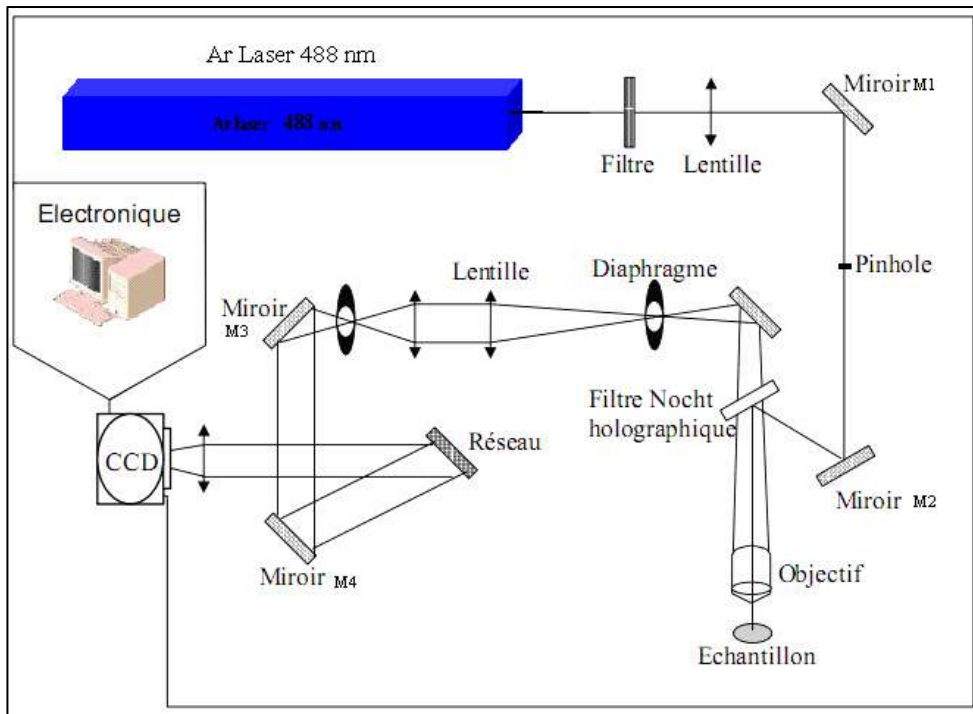 Ar Laser 488 nm
Ar laser 488 nm
Miroir M1
Filtre
Lentille
Electronique
Pinhole
Lentille
Diaphragme
Miroir
M3
Filtre Nocht
holographique
Réseau
CCD
Miroir M2
Miroir M4
Objectif
Echantillon